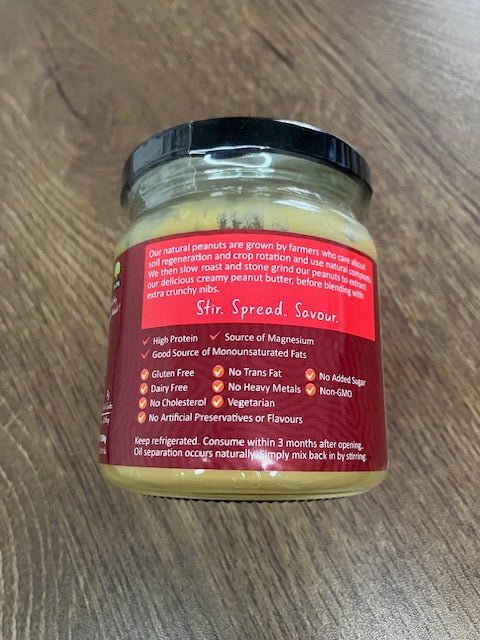 Our natural peanuts are grown by farmers who care about
soil regeneration and crop rotation and use natural compost.
We then slow roast and stone grind our peanuts to extract
our delicious creamy peanut butter, before blending with
extra crunchy nibs.
Stir. Spread. Savour.
High Protein Source of Magnesium
Good Source of Monounsaturated Fats
Gluten Free No Trans Fat No Added Sugar
Dairy Free No Heavy Metals Non-GMO
No Cholesterol Vegetarian
No Artificial Preservatives or Flavours
Keep refrigerated. Consume within 3 months after opening.
Oil separation occurs naturally. Simply mix back in by stirring.